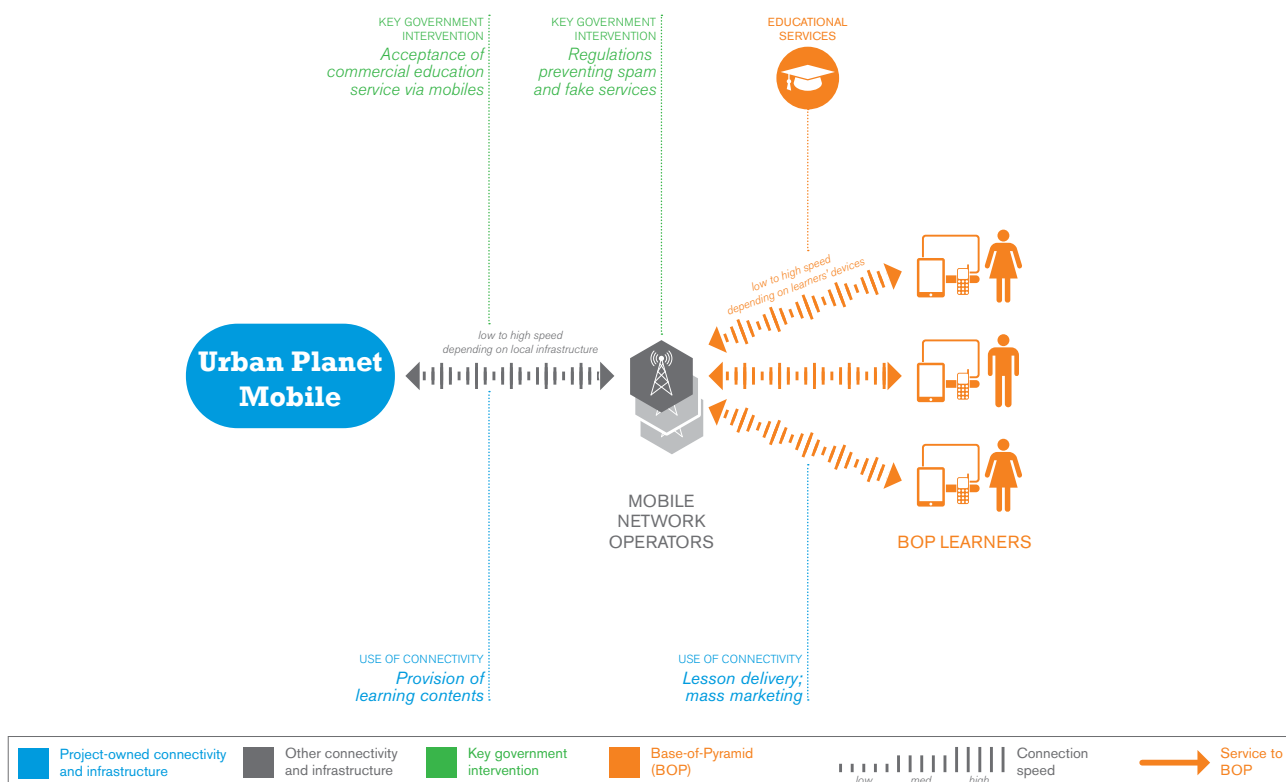 KEY GOVERNMENT
INTERVENTION
Acceptance of
commercial education
service via mobiles
KEY GOVERNMENT
INTERVENTION
Regulations
preventing spam
and fake services
EDUCATIONAL
SERVICES
low to high speed
depending on learners' devices
Urban Planet
Mobile
low to high speed
depending on local infrastructure
MOBILE
NETWORK
OPERATORS
BOP LEARNERS
USE OF CONNECTIVITY
Provision of
learning contents
USE OF CONNECTIVITY
Lesson delivery;
mass marketing
Project-owned connectivity
and infrastructure
Other connectivity
and infrastructure
Key government
intervention
Base-of-Pyramid
(BOP)
low med high
Connection
speed
Service to
BOP